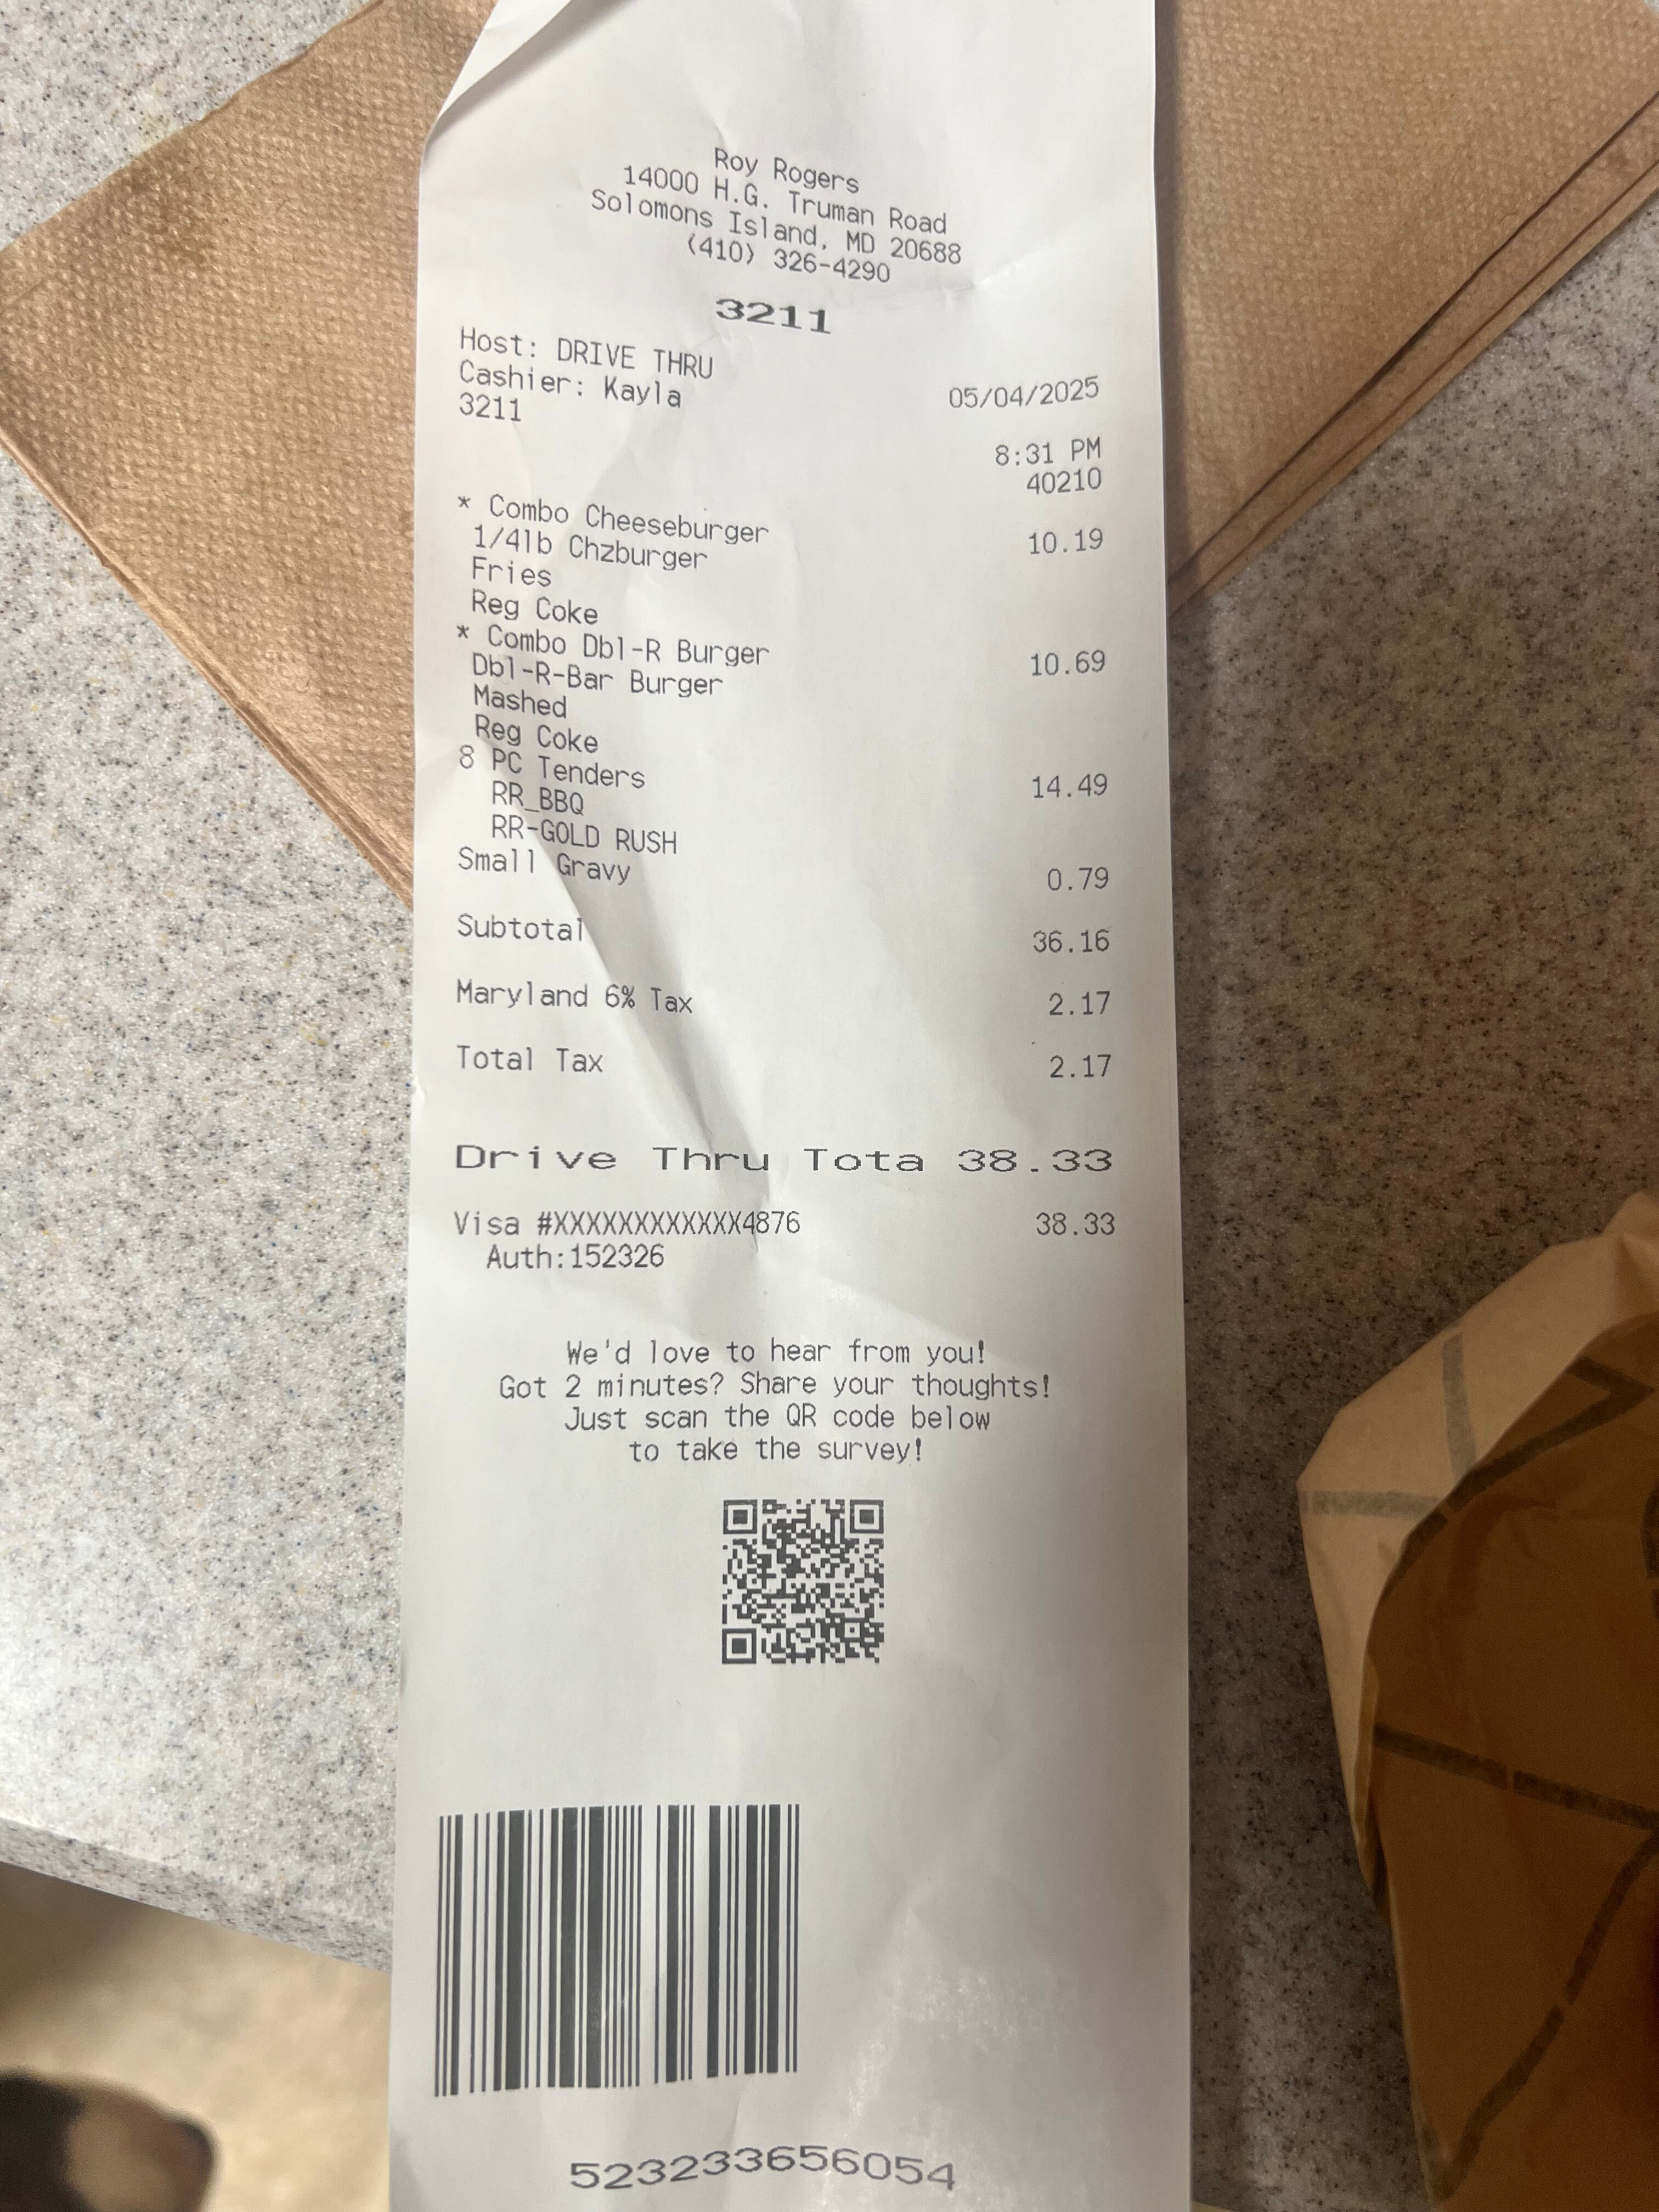 Roy Rogers
14000 H.G. Truman Road
Solomons Island, MD 20688
(410) 326-4290
3211
Host: DRIVE THRU
Cashier: Kayla 05/04/2025
3211
8:31 PM
40210
* Combo Cheeseburger 10.19
1/4lb Chzburger
Fries
Reg Coke
* Combo Dbl-R Burger 10.69
Dbl-R-Bar Burger
Mashed
Reg Coke
8 PC Tenders 14.49
RR_BBQ
RR-GOLD RUSH
Small Gravy 0.79
Subtotal 36.16
Maryland 6% Tax 2.17
Total Tax 2.17
Drive Thru Tota 38.33
Visa #XXXXXXXXXXXX4876 38.33
Auth:152326
We'd love to hear from you!
Got 2 minutes? Share your thoughts!
Just scan the QR code below
to take the survey!
523233656054